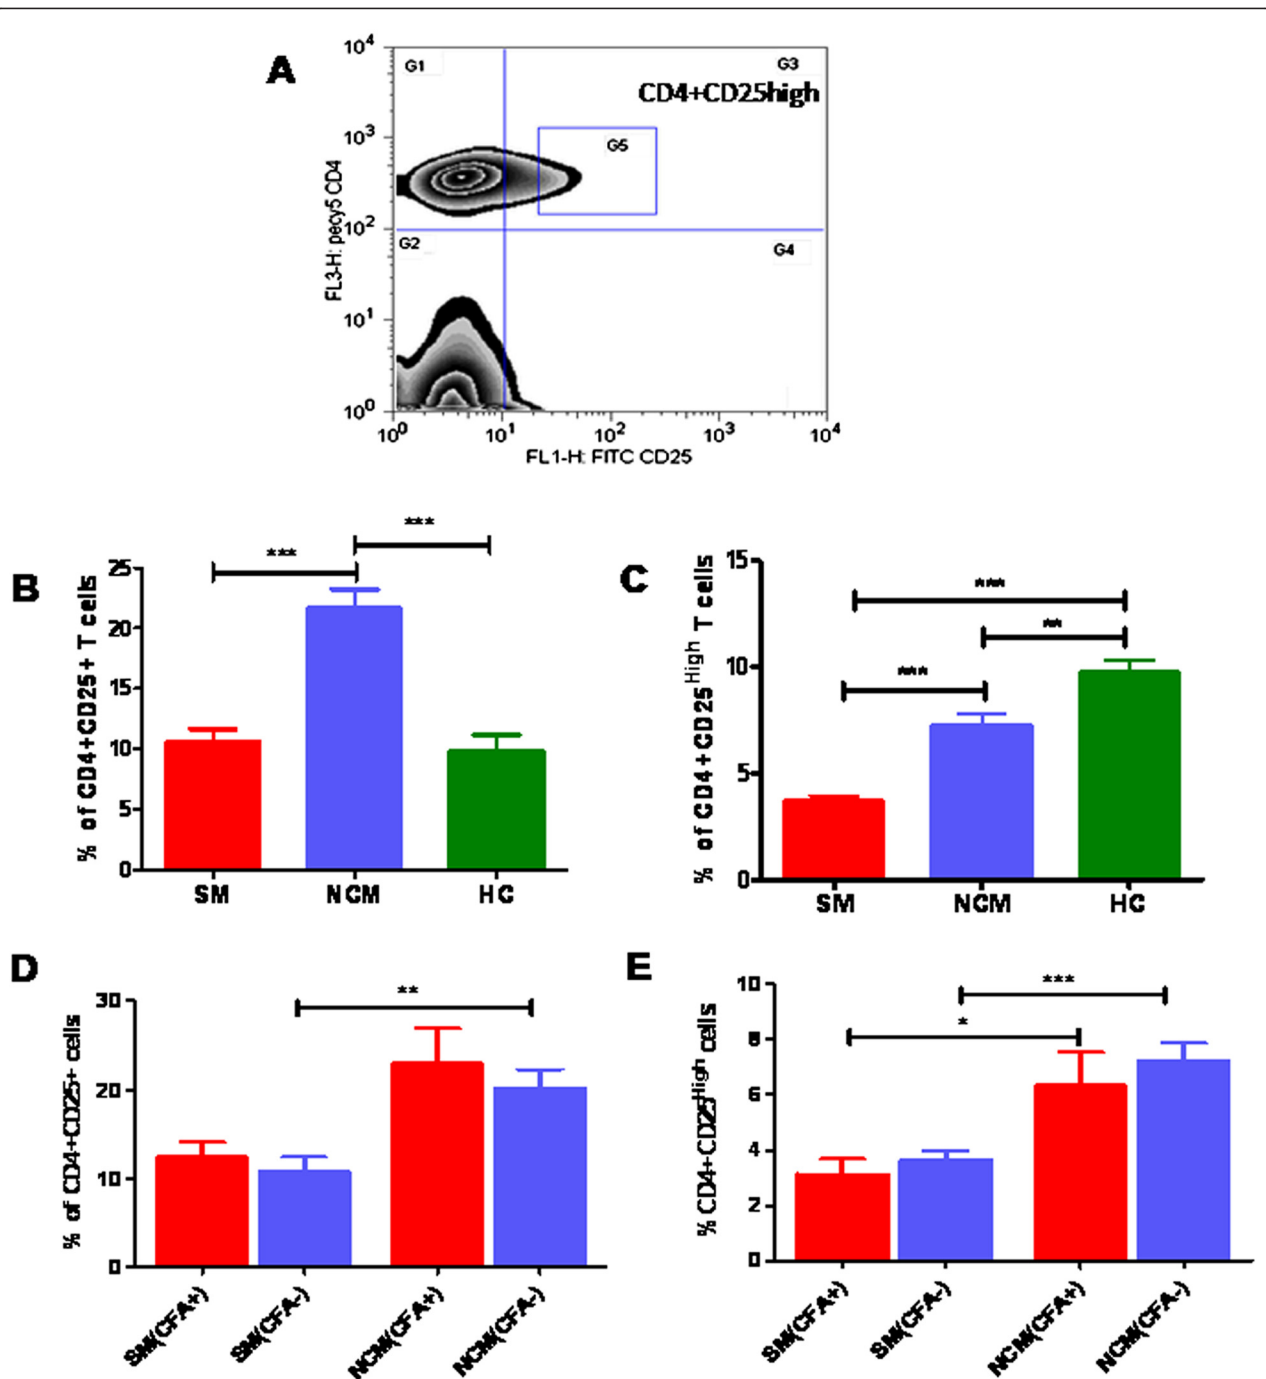 A
FL3-H: pecy5 CD4
10^4
10^3
10^2
10^1
10^0
G1
G3
CD4+CD25high
G5
G2
G4
10^0 10^1 10^2 10^3 10^4
FL1-H: FITC CD25
B
% of CD4+CD25+ T cells
25
20
15
10
5
0
***
***
SM NCM HC
C
% of CD4+CD25High T cells
15
10
5
0
***
**
***
SM NCM HC
D
% of CD4+CD25+ cells
30
20
10
0
**
SM(CFA+)
SM(CFA-)
NCM(CFA+)
NCM(CFA-)
E
% CD4+CD25High cells
10
8
6
4
2
0
***
*
SM(CFA+)
SM(CFA-)
NCM(CFA+)
NCM(CFA-)